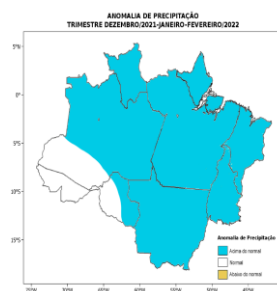 ANOMALIA DE PRECIPITAÇÃO
TRIMESTRE DEZEMBRO/2021-JANEIRO-FEVEREIRO/2022
5°N
0°
5°S
10°S
15°S
Anomalia de Precipitação
Acima do normal
Normal
Abaixo do normal
70°W